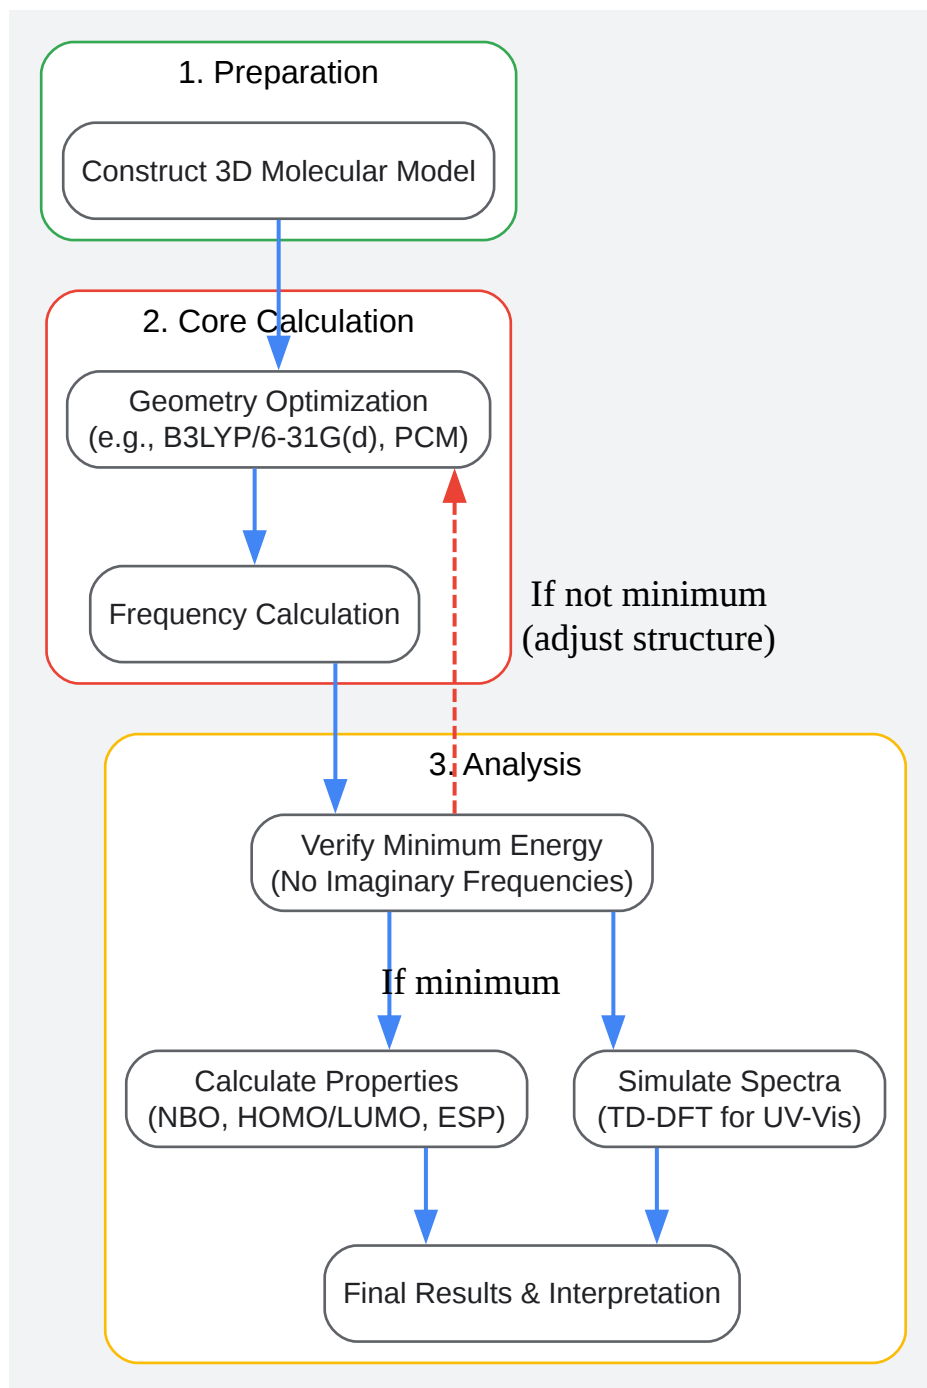 1. Preparation
Construct 3D Molecular Model
2. Core Calculation
Geometry Optimization
(e.g., B3LYP/6-31G(d), PCM)
Frequency Calculation
If not minimum
(adjust structure)
3. Analysis
Verify Minimum Energy
(No Imaginary Frequencies)
If minimum
Calculate Properties
(NBO, HOMO/LUMO, ESP)
Simulate Spectra
(TD-DFT for UV-Vis)
Final Results & Interpretation